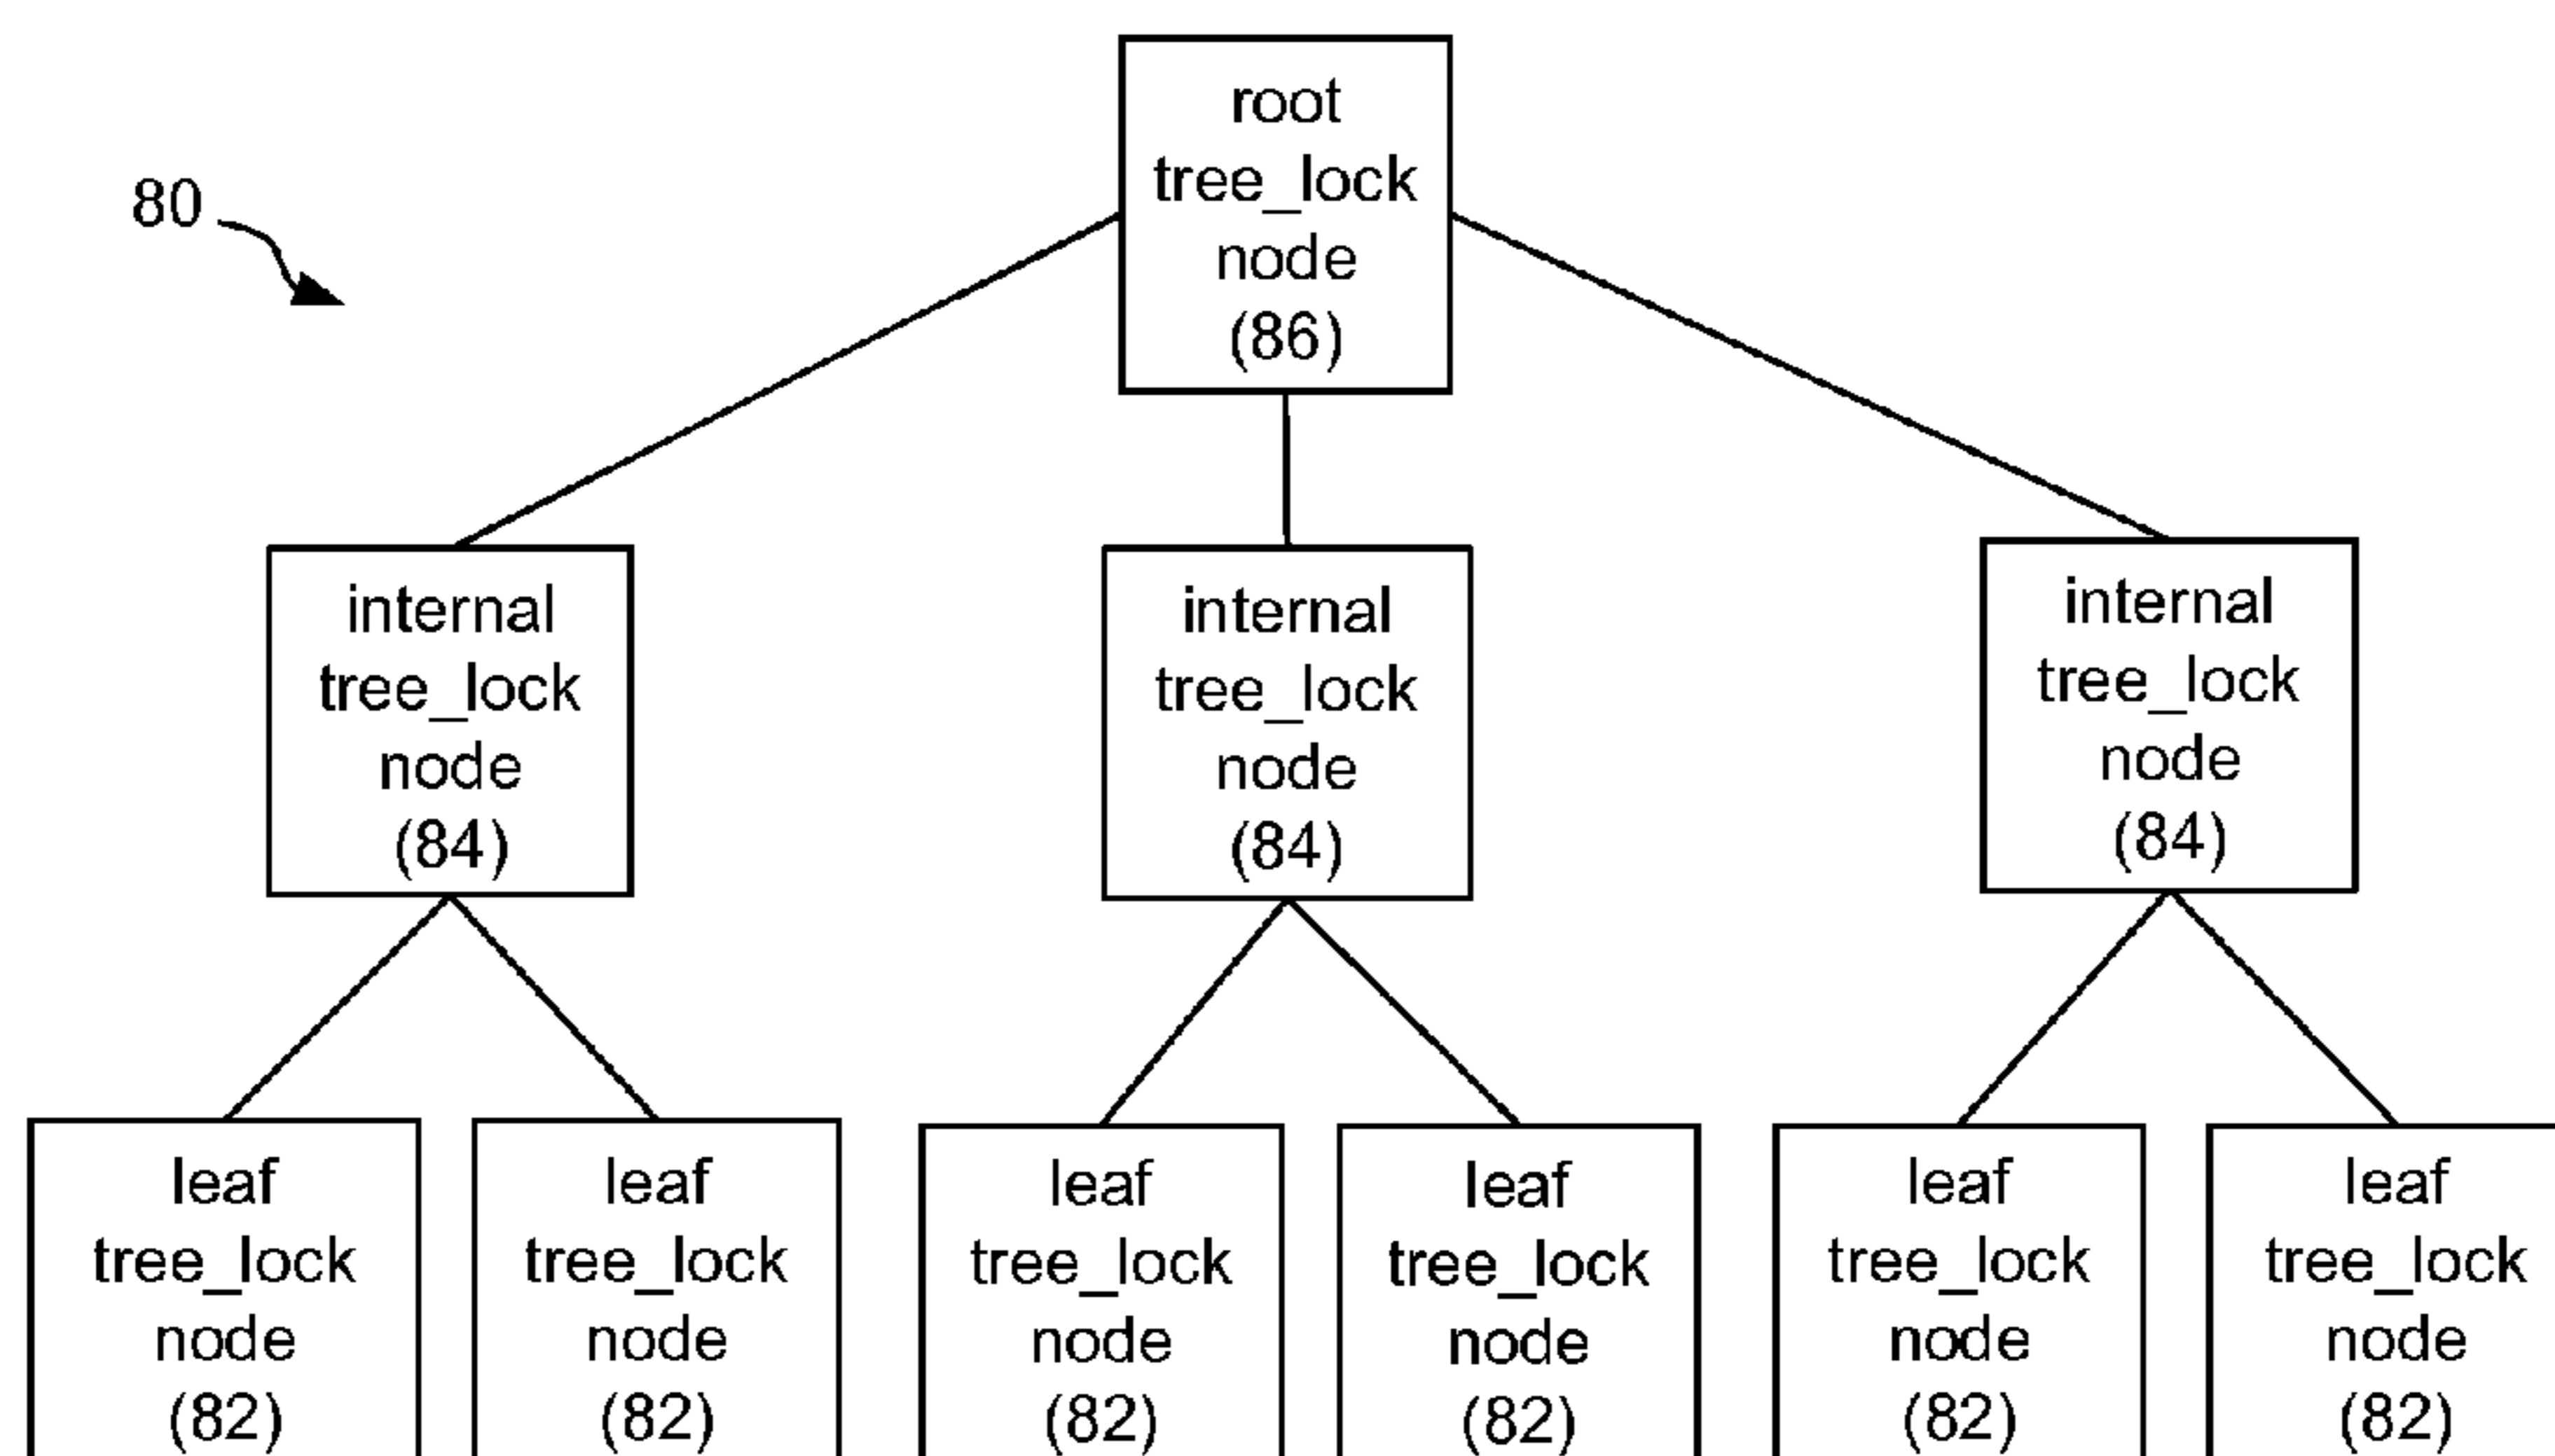 root
tree_lock
node
(86)
80
internal
tree_lock
node
(84)
internal
tree_lock
node
(84)
internal
tree_lock
node
(84)
leaf
tree_lock
node
(82)
leaf
tree_lock
node
(82)
leaf
tree_lock
node
(82)
leaf
tree_lock
node
(82)
leaf
tree_lock
node
(82)
leaf
tree_lock
node
(82)